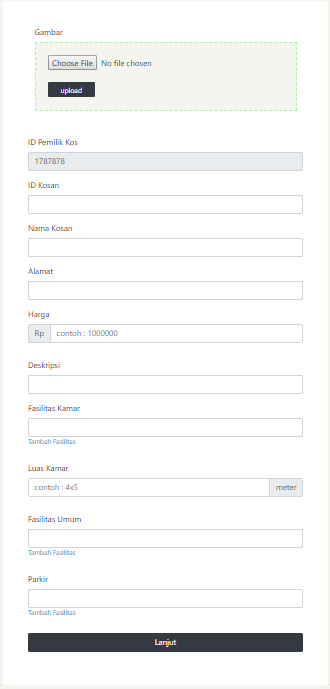 Gambar
Choose File No file chosen
upload
ID Pemilik Kos
1787878
ID Kosan
Nama Kosan
Alamat
Harga
Rp contoh : 1000000
Deskripsi
Fasilitas Kamar
Tambah Fasilitas
Luas Kamar
contoh : 4x5 meter
Fasilitas Umum
Tambah Fasilitas
Parkir
Tambah Fasilitas
Lanjut